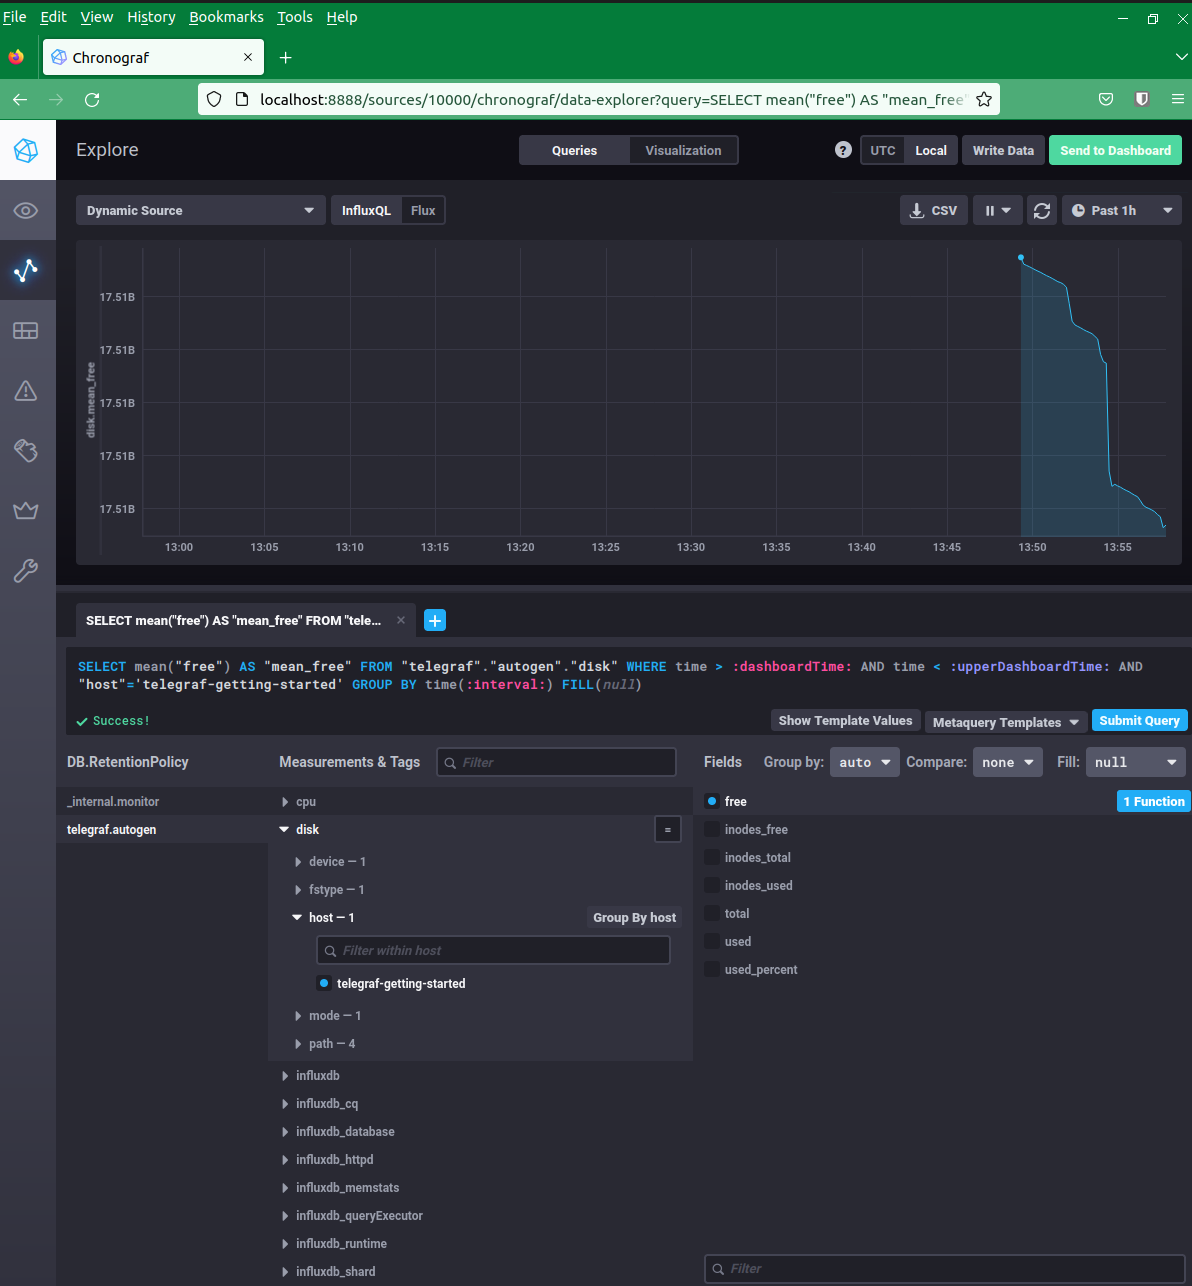 File Edit View History Bookmarks Tools Help
Chronograf
localhost:8888/sources/10000/chronograf/data-explorer?query=SELECT mean("free") AS "mean_free"
Explore
Queries Visualization
? UTC Local Write Data Send to Dashboard
Dynamic Source InfluxQL Flux CSV Past 1h
disk.mean_free
17.51B
17.51B
17.51B
17.51B
17.51B
13:00 13:05 13:10 13:15 13:20 13:25 13:30 13:35 13:40 13:45 13:50 13:55
SELECT mean("free") AS "mean_free" FROM "tele...
SELECT mean("free") AS "mean_free" FROM "telegraf"."autogen"."disk" WHERE time > :dashboardTime: AND time < :upperDashboardTime: AND
"host"='telegraf-getting-started' GROUP BY time(:interval:) FILL(null)
Success!
Show Template Values Metaquery Templates Submit Query
DB.RetentionPolicy Measurements & Tags Filter Fields Group by: auto Compare: none Fill: null
_internal.monitor
telegraf.autogen
cpu
disk =
device — 1
fstype — 1
host — 1 Group By host
Filter within host
telegraf-getting-started
mode — 1
path — 4
influxdb
influxdb_cq
influxdb_database
influxdb_httpd
influxdb_memstats
influxdb_queryExecutor
influxdb_runtime
influxdb_shard
free 1 Function
inodes_free
inodes_total
inodes_used
total
used
used_percent
Filter